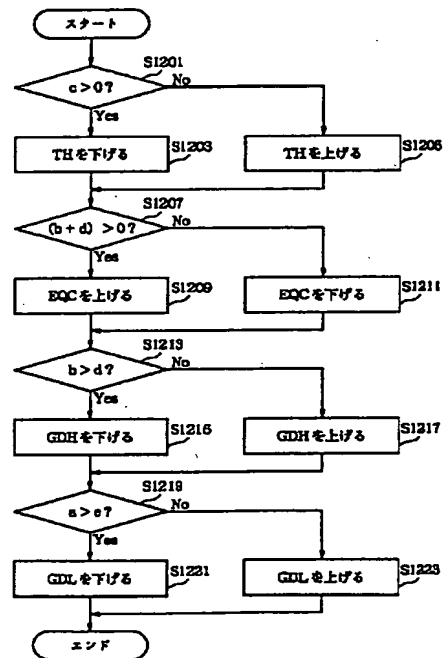 スタート
S1201
c>0?
No
Yes
S1203
THを下げる
S1205
THを上げる
S1207
(b+d) >0?
No
Yes
S1209
EQCを上げる
S1211
EQCを下げる
S1213
b>d?
No
Yes
S1215
GDHを下げる
S1217
GDHを上げる
S1219
a>e?
No
Yes
S1221
GDLを下げる
S1223
GDLを上げる
エンド